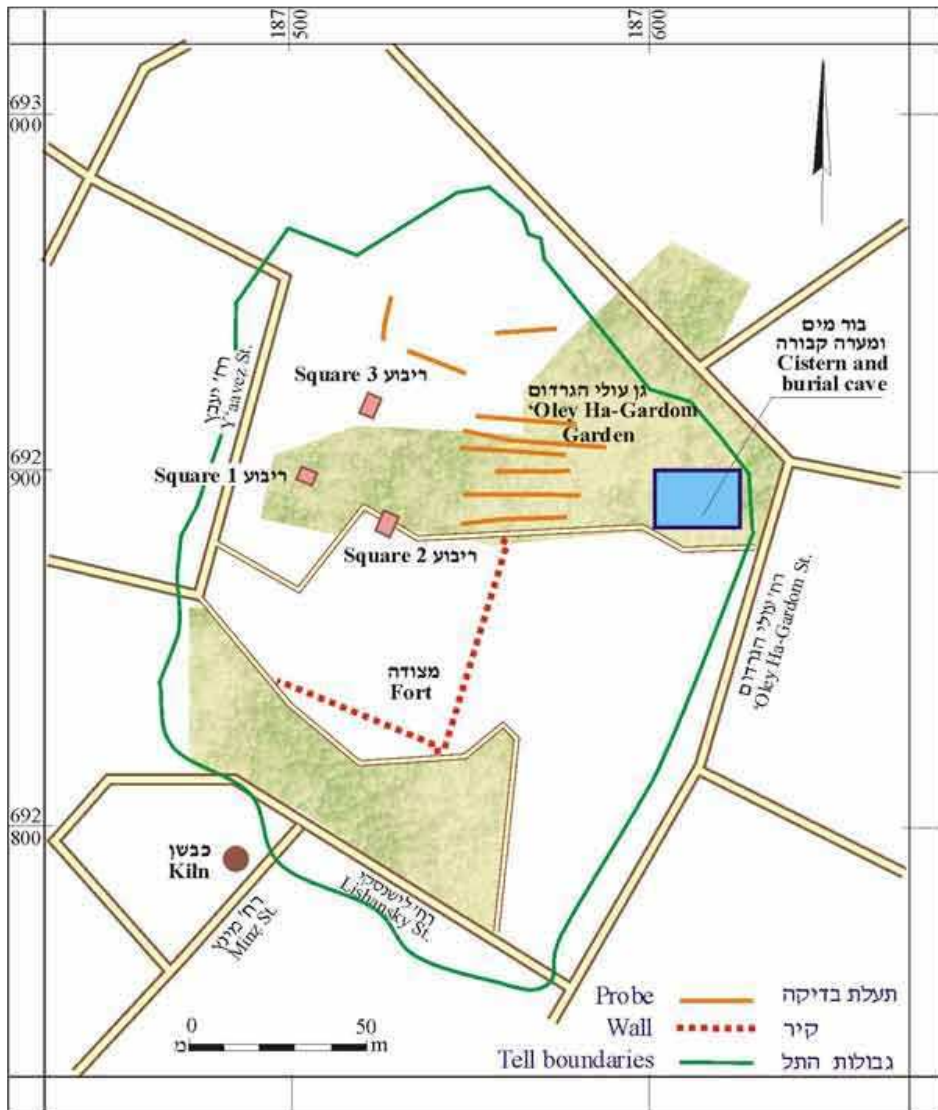 187
500
187
600
693
000
692
900
692
800
בור מים
ומערה קבורה
Cistern and
burial cave
רח' יעבץ
Y'aavez St.
Square 3 ריבוע
גן עולי הגרדום
'Oley Ha-Gardom
Garden
Square 1 ריבוע
Square 2 ריבוע
מצודה
Fort
רח' עולי הגרדום
'Oley Ha-Gardom St.
כבשן
Kiln
רח' מינץ
Minz St.
רח' לישנסקי
Lishansky St.
Probe תעלת בדיקה
Wall קיר
Tell boundaries גבולות התל
0 50
מ m